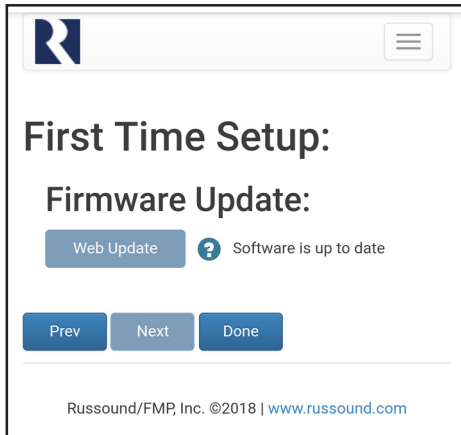 First Time Setup:
Firmware Update:
Web Update ? Software is up to date
Prev Next Done
Russound/FMP, Inc. ©2018 | www.russound.com